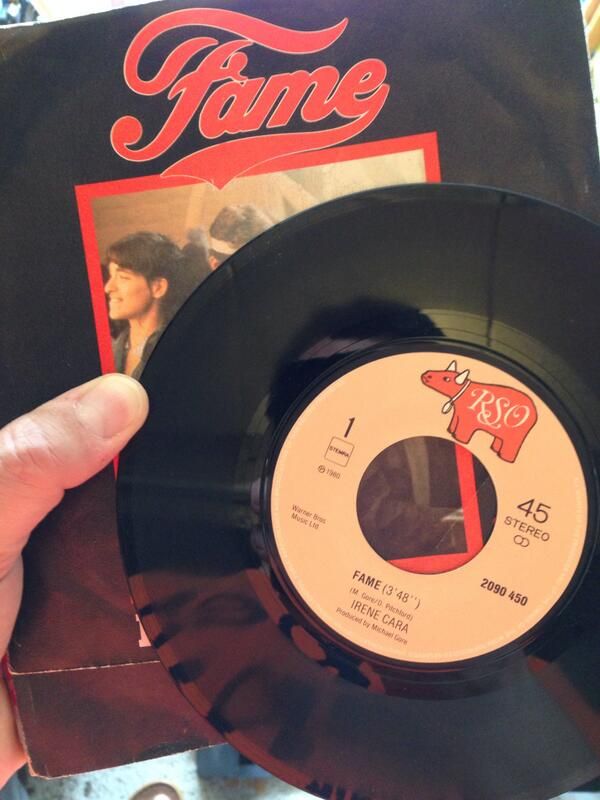 Fame
RSO
1
STEMRA
℗ 1980
Warner Bros
Music Ltd.
45
STEREO
2090 450
FAME (3'48'')
(M. Gore/D. Pitchford)
IRENE CARA
Produced by Michael Gore